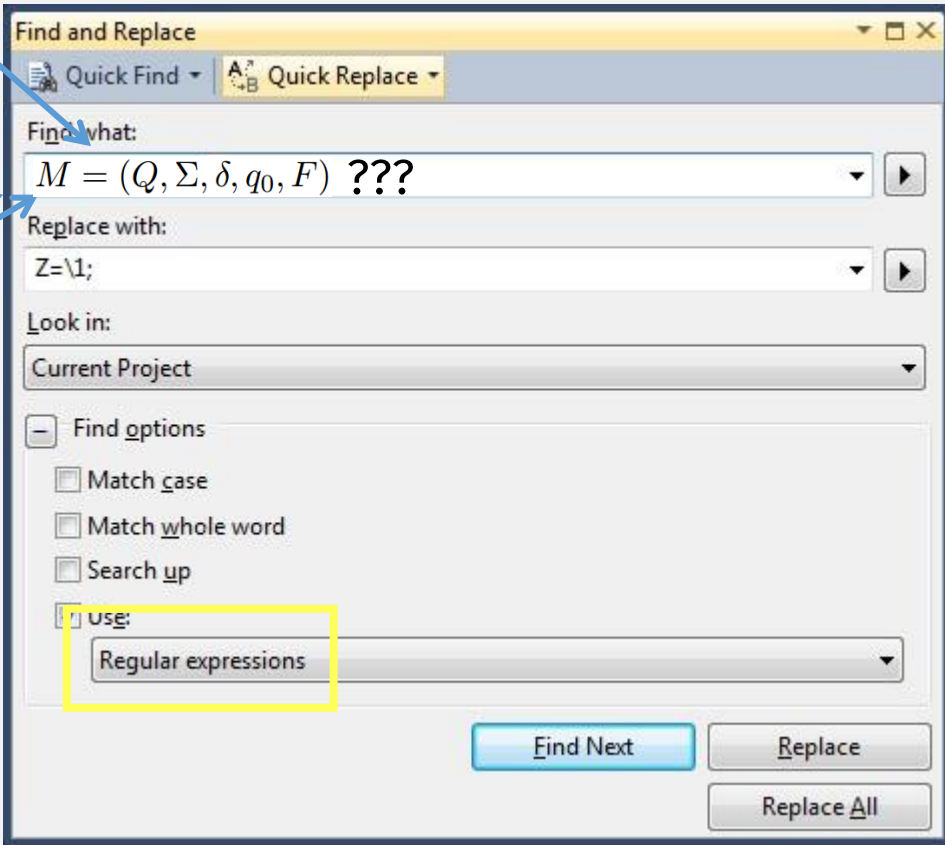 Find and Replace
Quick Find
Quick Replace
Find what:
M = (Q, Σ, δ, q₀, F) ???
Replace with:
Z=\1;
Look in:
Current Project
Find options
Match case
Match whole word
Search up
Use:
Regular expressions
Find Next
Replace
Replace All